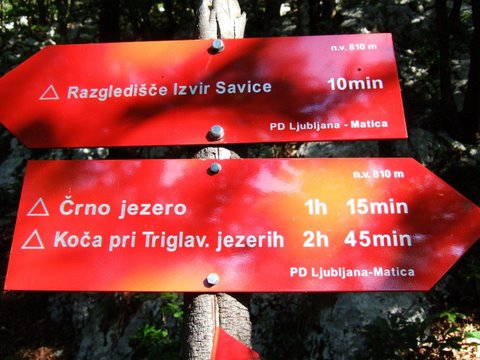 n.v. 810 m
Razgledišče Izvir Savice 10min
PD Ljubljana - Matica
n.v. 810 m
Črno jezero 1h 15min
Koča pri Triglav. jezerih 2h 45min
PD Ljubljana-Matica